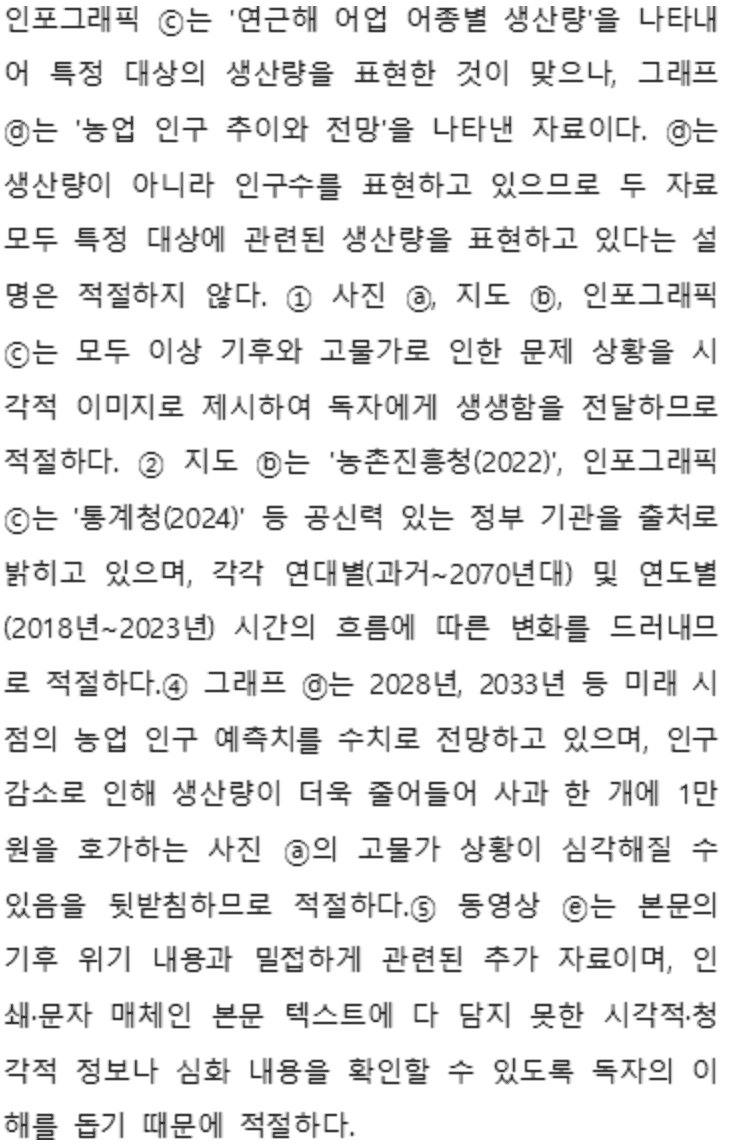 인포그래픽 ⓒ는 '연근해 어업 어종별 생산량'을 나타내
어 특정 대상의 생산량을 표현한 것이 맞으나, 그래프
ⓓ는 '농업 인구 추이와 전망'을 나타낸 자료이다. ⓓ는
생산량이 아니라 인구수를 표현하고 있으므로 두 자료
모두 특정 대상에 관련된 생산량을 표현하고 있다는 설
명은 적절하지 않다. ① 사진 ⓐ, 지도 ⓑ, 인포그래픽
ⓒ는 모두 이상 기후와 고물가로 인한 문제 상황을 시
각적 이미지로 제시하여 독자에게 생생함을 전달하므로
적절하다. ② 지도 ⓑ는 '농촌진흥청(2022)', 인포그래픽
ⓒ는 '통계청(2024)' 등 공신력 있는 정부 기관을 출처로
밝히고 있으며, 각각 연대별(과거~2070년대) 및 연도별
(2018년~2023년) 시간의 흐름에 따른 변화를 드러내므
로 적절하다.④ 그래프 ⓓ는 2028년, 2033년 등 미래 시
점의 농업 인구 예측치를 수치로 전망하고 있으며, 인구
감소로 인해 생산량이 더욱 줄어들어 사과 한 개에 1만
원을 호가하는 사진 ⓐ의 고물가 상황이 심각해질 수
있음을 뒷받침하므로 적절하다.⑤ 동영상 ⓔ는 본문의
기후 위기 내용과 밀접하게 관련된 추가 자료이며, 인
쇄·문자 매체인 본문 텍스트에 다 담지 못한 시각적·청
각적 정보나 심화 내용을 확인할 수 있도록 독자의 이
해를 돕기 때문에 적절하다.